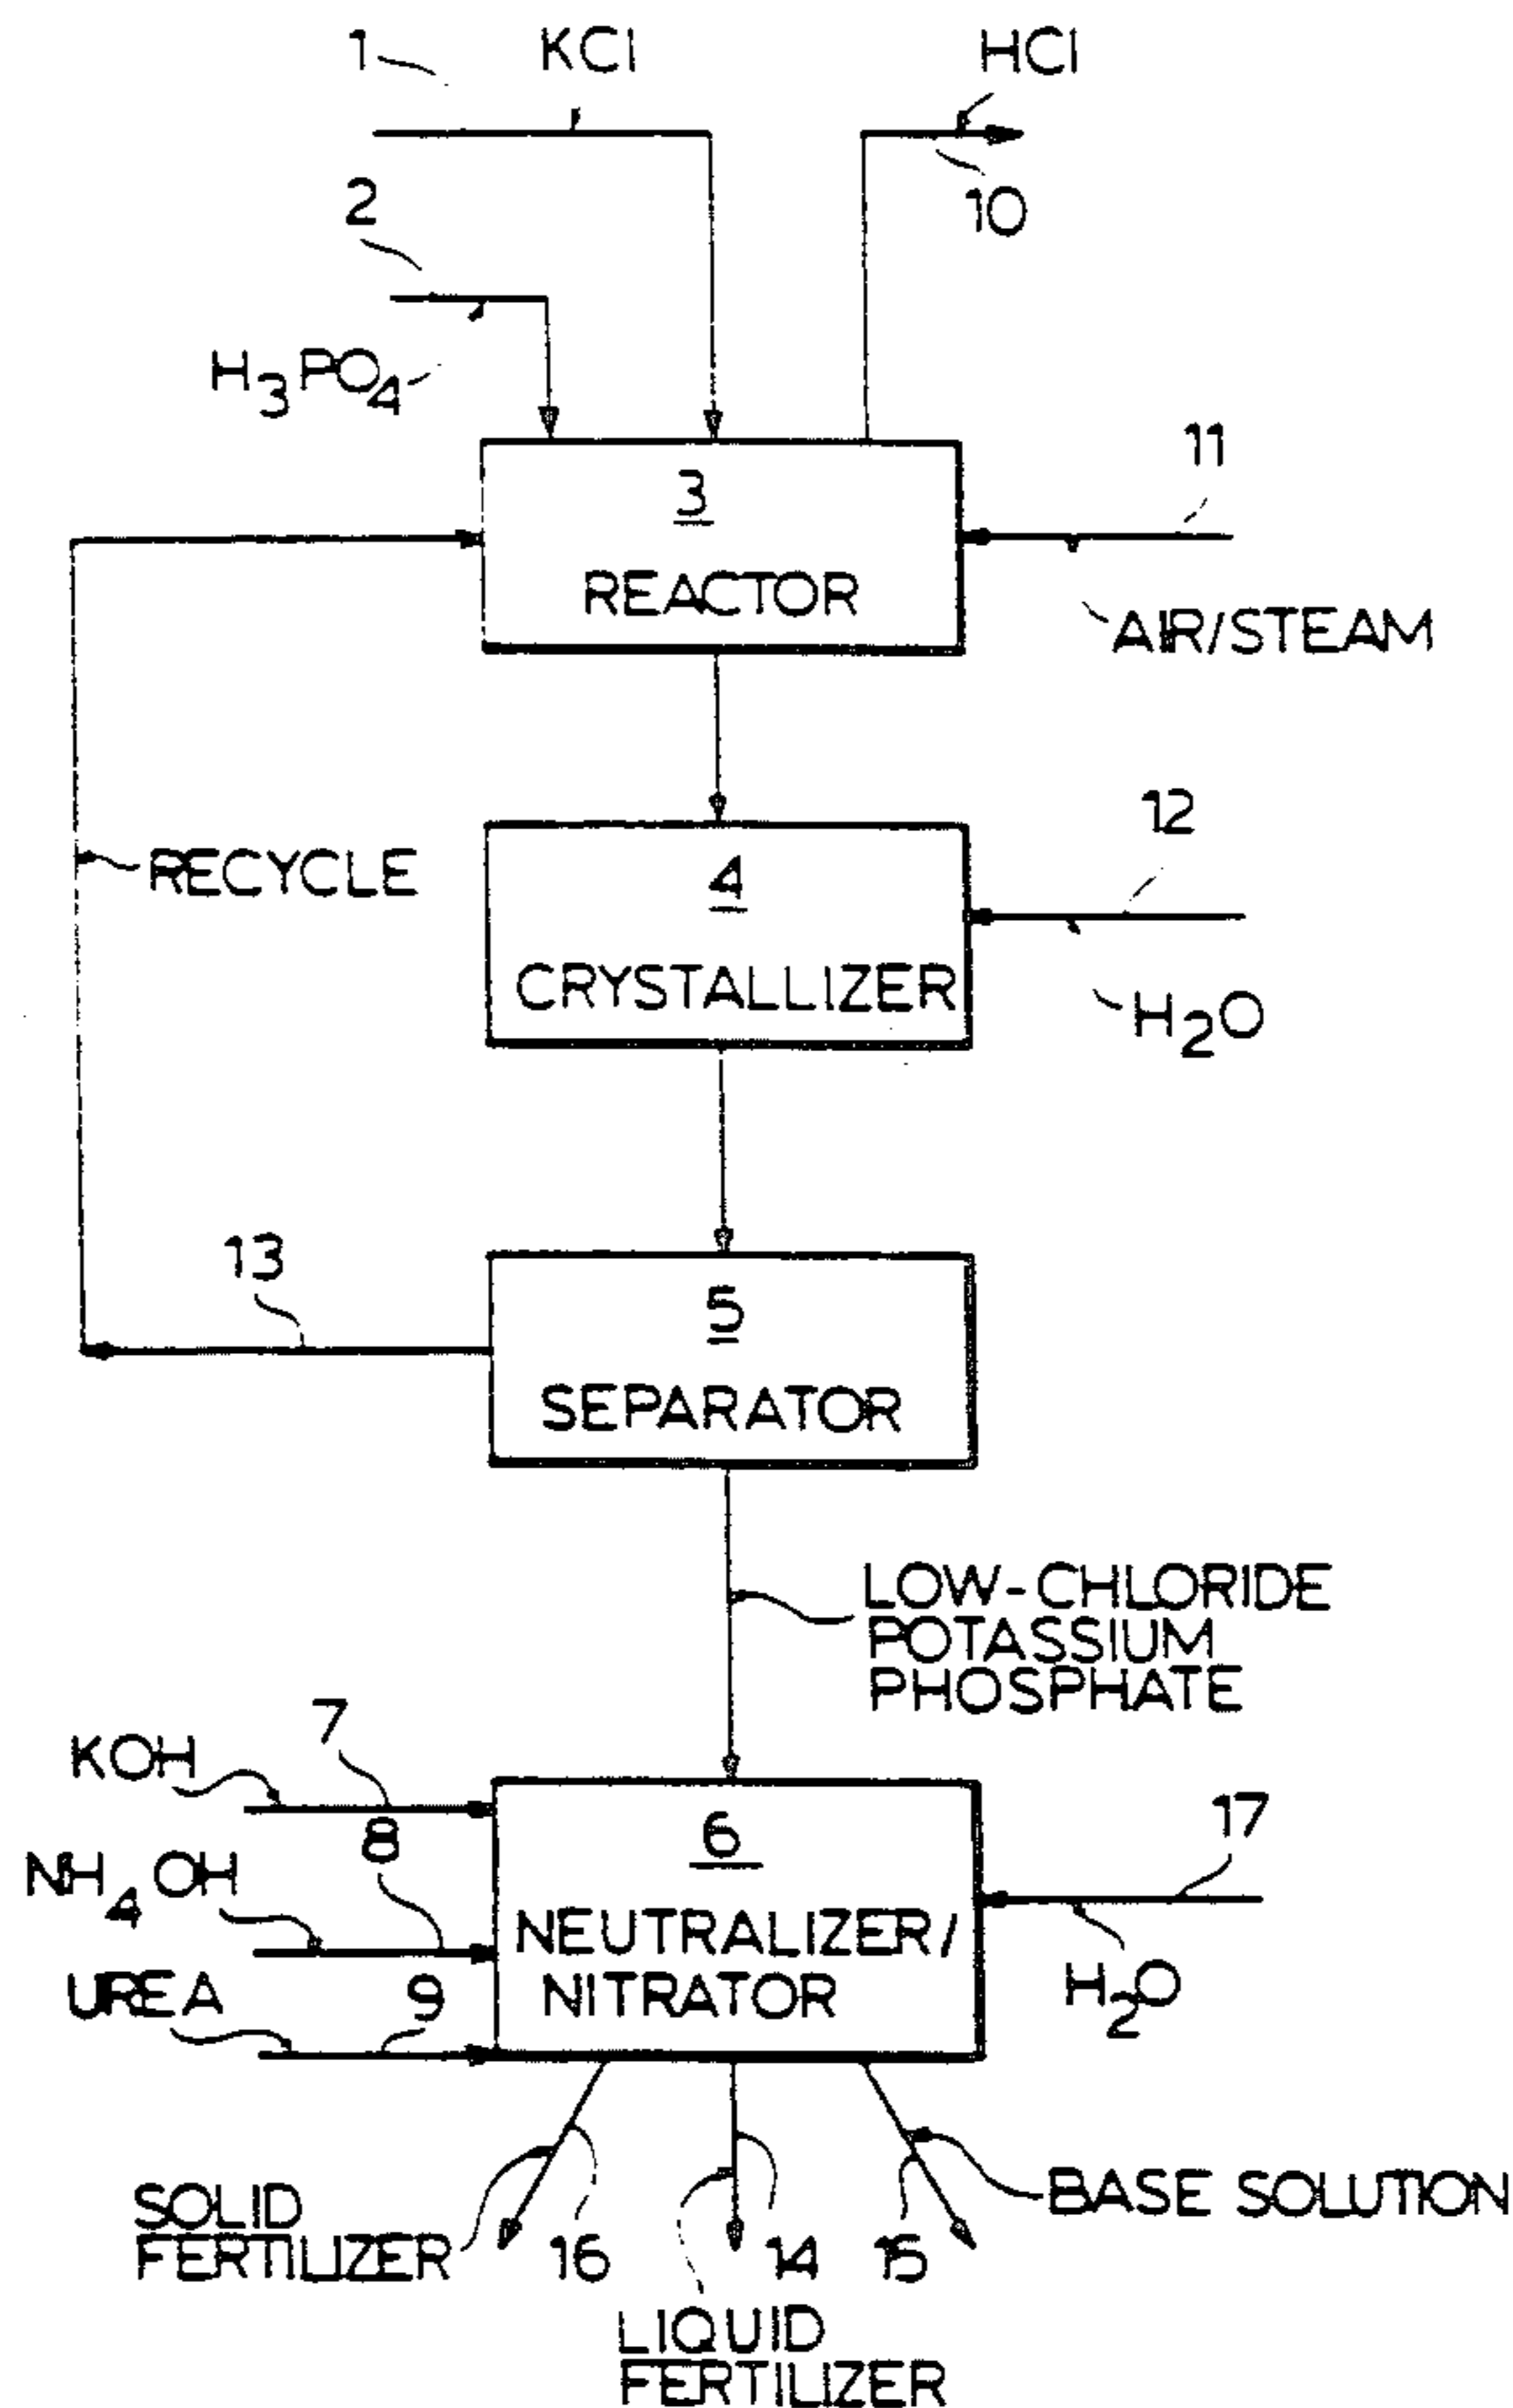 1
KCl
HCl
10
2
H3PO4
11
3
REACTOR
AIR/STEAM
12
RECYCLE
4
CRYSTALLIZER
H2O
13
5
SEPARATOR
LOW-CHLORIDE
POTASSIUM
PHOSPHATE
7
KOH
17
8
6
NH4OH
NEUTRALIZER/
NITRATOR
UREA
9
H2O
SOLID
FERTILIZER
16
14
15
BASE SOLUTION
LIQUID
FERTILIZER